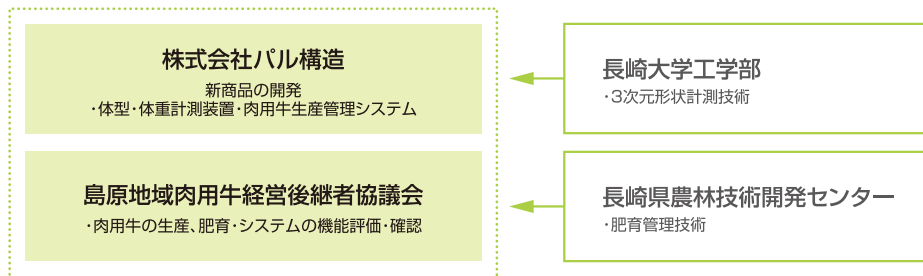 株式会社パル構造
新商品の開発
・体型・体重計測装置・肉用牛生産管理システム
島原地域肉用牛経営後継者協議会
・肉用牛の生産、肥育・システムの機能評価・確認
長崎大学工学部
・3次元形状計測技術
長崎県農林技術開発センター
・肥育管理技術